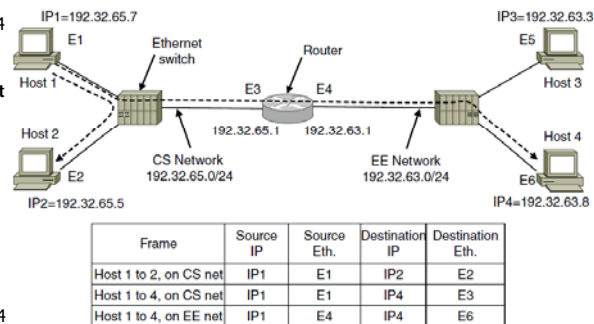 IP1=192.32.65.7
E1
Host 1
Ethernet
switch
Router
IP3=192.32.63.3
E5
Host 3
E3
E4
192.32.65.1
192.32.63.1
Host 2
E2
IP2=192.32.65.5
CS Network
192.32.65.0/24
EE Network
192.32.63.0/24
Host 4
E6
IP4=192.32.63.8
Frame Source IP Source Eth. Destination IP Destination Eth.
Host 1 to 2, on CS net IP1 E1 IP2 E2
Host 1 to 4, on CS net IP1 E1 IP4 E3
Host 1 to 4, on EE net IP1 E4 IP4 E6
4
t
4